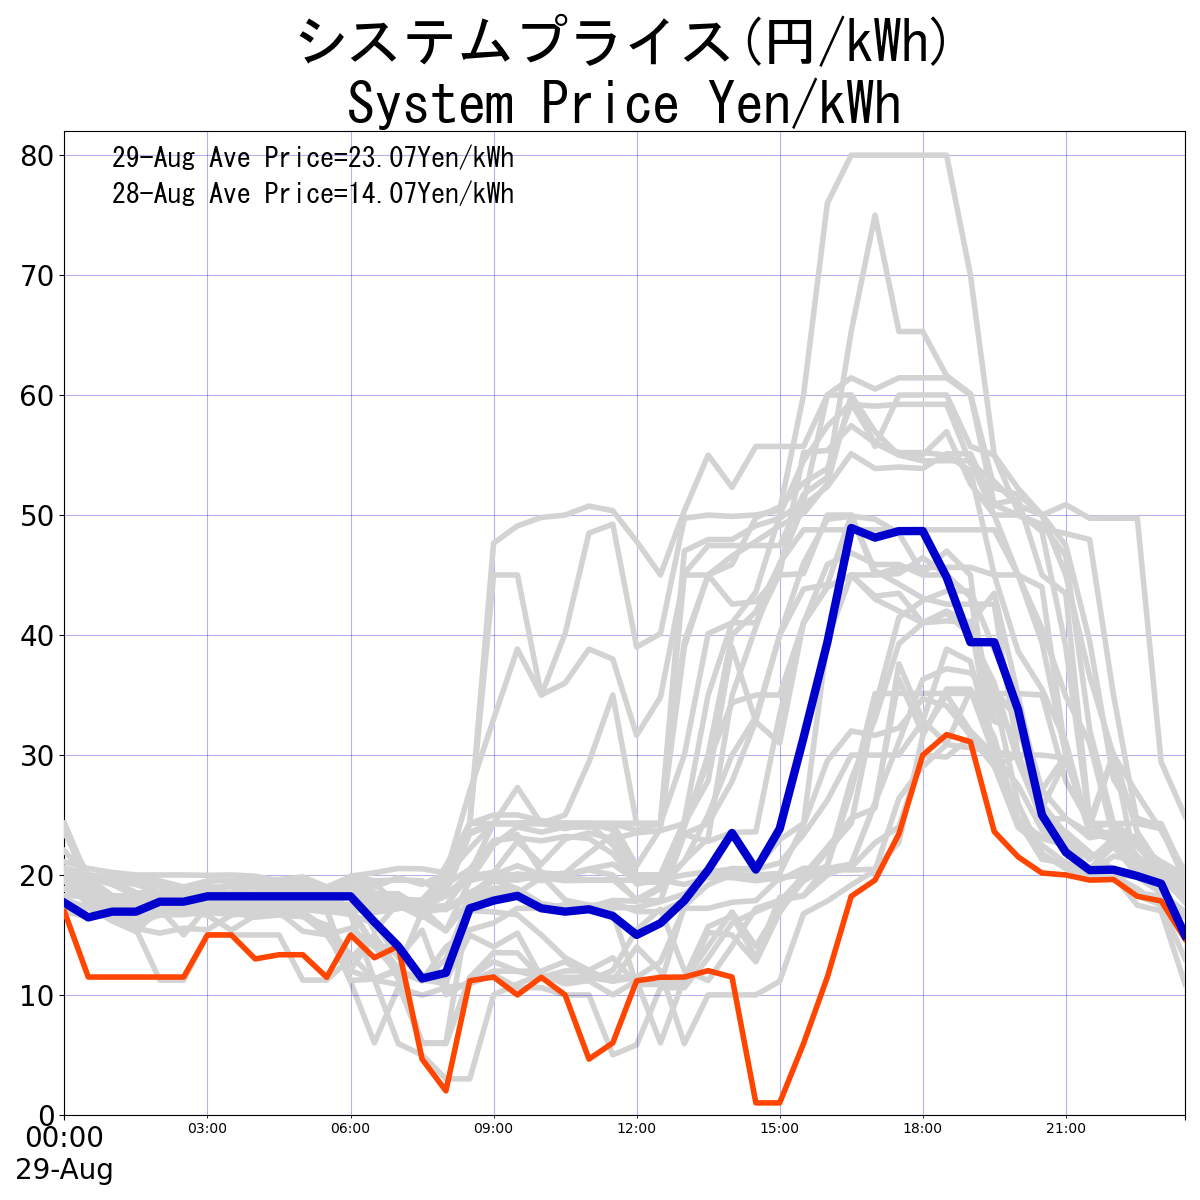 システムプライス(円/kWh)
System Price Yen/kWh
29-Aug Ave Price=23.07Yen/kWh
28-Aug Ave Price=14.07Yen/kWh
80
70
60
50
40
30
20
10
0
00:00 03:00 06:00 09:00 12:00 15:00 18:00 21:00
29-Aug